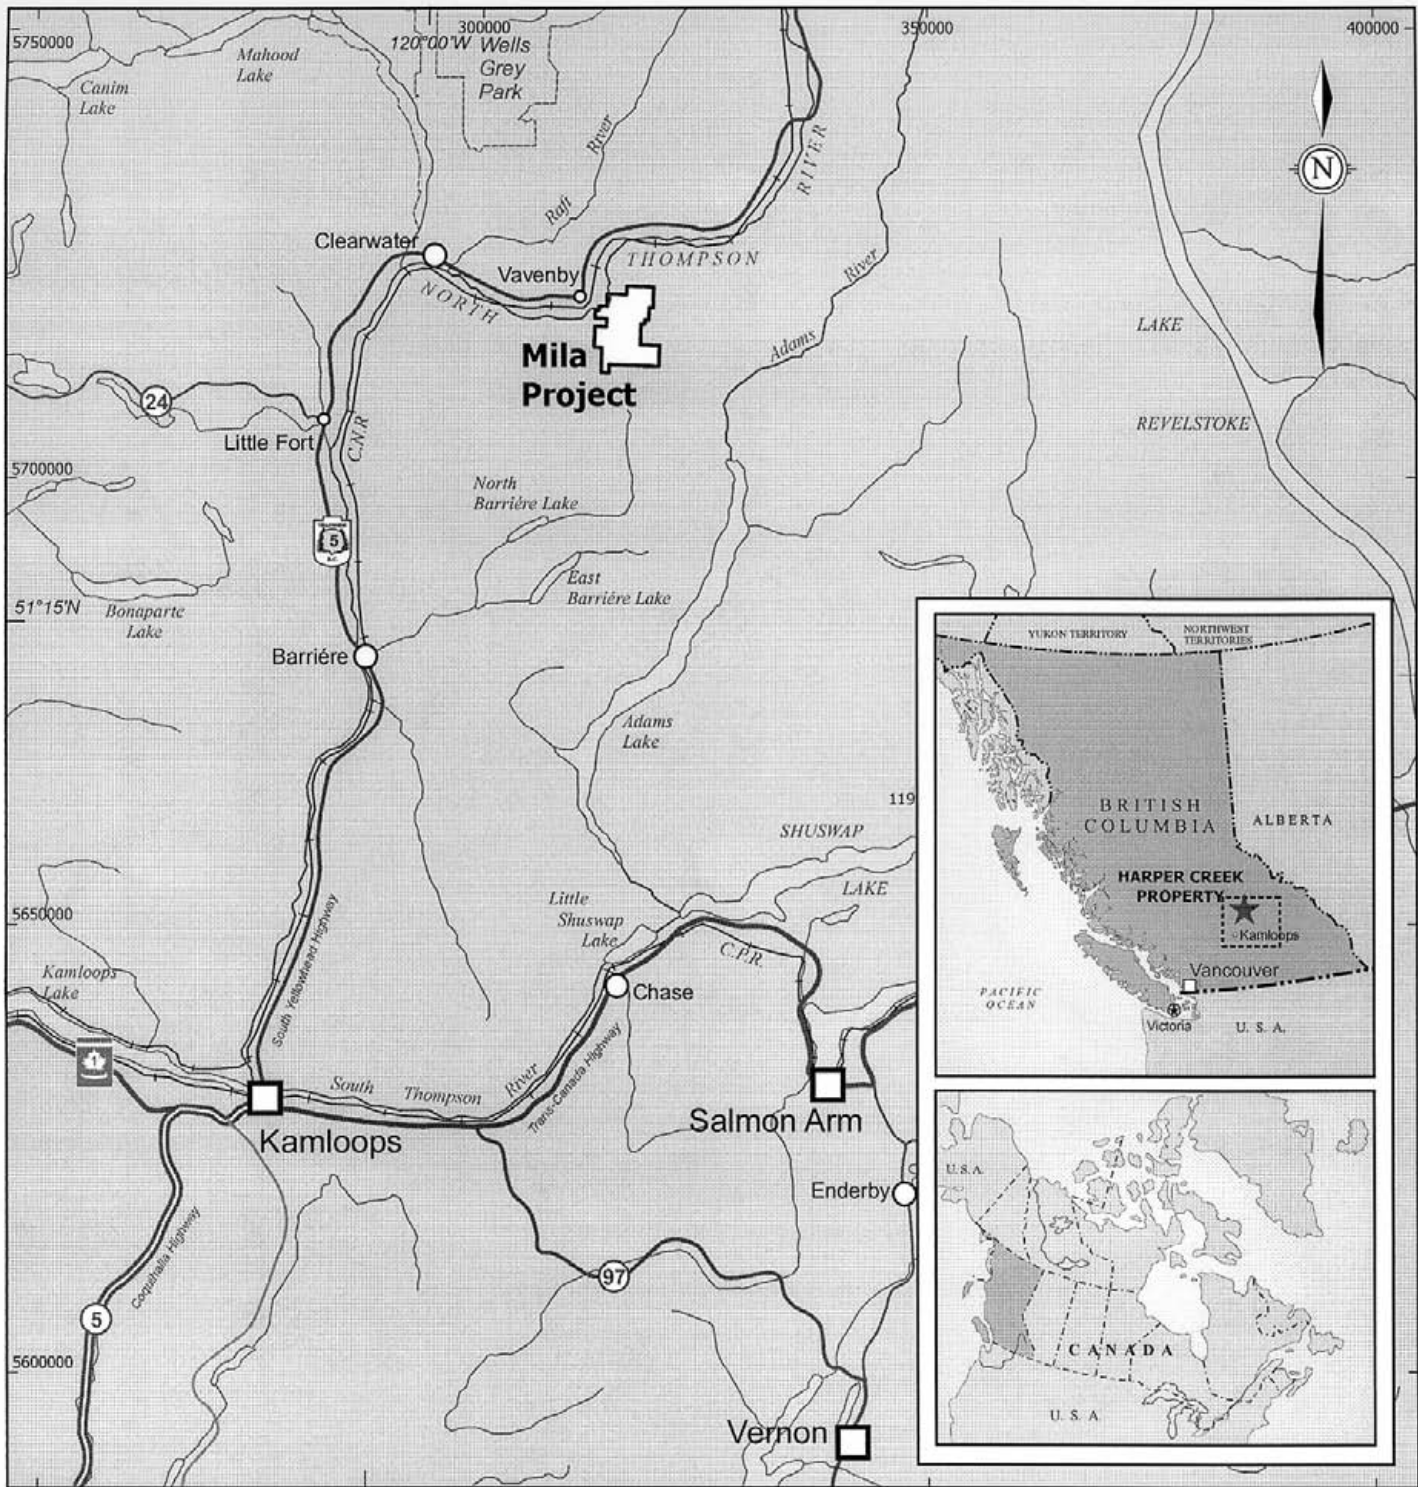 5750000
300000
350000
400000
120°00'W
Wells
Grey
Park
Mahood
Lake
Canim
Lake
River
Raft
RIVER
N
Clearwater
Vavenby
THOMPSON
River
NORTH
Adams
LAKE
Mila
Project
24
Little Fort
C.N.R
REVELSTOKE
5700000
North
Barriére Lake
5
East
Barriére Lake
51°15'N
Bonaparte
Lake
Barriére
Adams
Lake
119
SHUSWAP
LAKE
Little
Shuswap
Lake
5650000
South Yellowhead Highway
C.P.R.
Kamloops
Lake
Chase
1
South
Thompson
River
Trans-Canada Highway
Kamloops
Salmon Arm
Enderby
Coquihalla Highway
97
5
5600000
Vernon
YUKON TERRITORY
NORTHWEST
TERRITORIES
BRITISH
COLUMBIA
ALBERTA
HARPER CREEK
PROPERTY
Kamloops
Vancouver
PACIFIC
OCEAN
Victoria
U. S. A.
U. S. A.
CANADA
U. S. A.